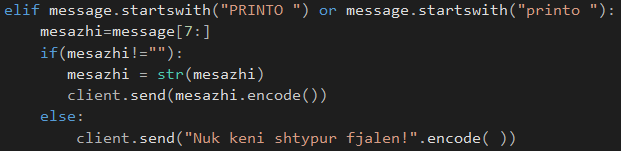 elif message.startswith("PRINTO ") or message.startswith("printo "):
    mesazhi=message[7:]
    if(mesazhi!=""):
       mesazhi = str(mesazhi)
       client.send(mesazhi.encode())
    else:
        client.send("Nuk keni shtypur fjalen!".encode( ))